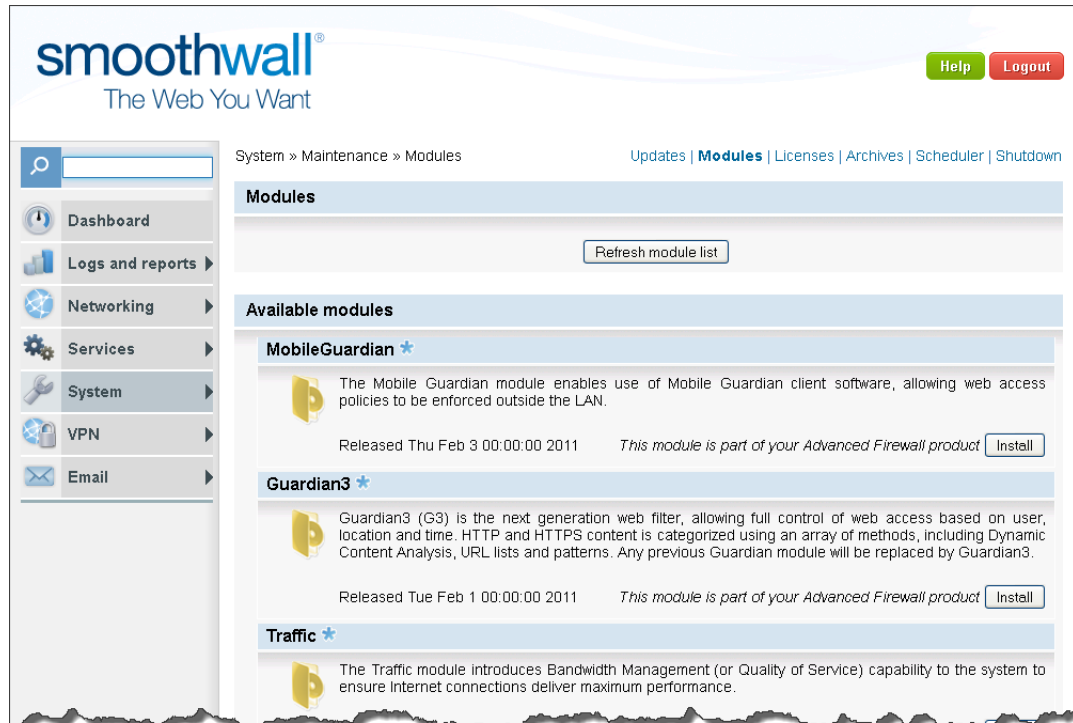 smoothwall®
The Web You Want
Help
Logout
System » Maintenance » Modules
Updates | Modules | Licenses | Archives | Scheduler | Shutdown
Dashboard
Logs and reports
Networking
Services
System
VPN
Email
Modules
Refresh module list
Available modules
MobileGuardian *
The Mobile Guardian module enables use of Mobile Guardian client software, allowing web access
policies to be enforced outside the LAN.
Released Thu Feb 3 00:00:00 2011
This module is part of your Advanced Firewall product
Install
Guardian3 *
Guardian3 (G3) is the next generation web filter, allowing full control of web access based on user,
location and time. HTTP and HTTPS content is categorized using an array of methods, including Dynamic
Content Analysis, URL lists and patterns. Any previous Guardian module will be replaced by Guardian3.
Released Tue Feb 1 00:00:00 2011
This module is part of your Advanced Firewall product
Install
Traffic *
The Traffic module introduces Bandwidth Management (or Quality of Service) capability to the system to
ensure Internet connections deliver maximum performance.